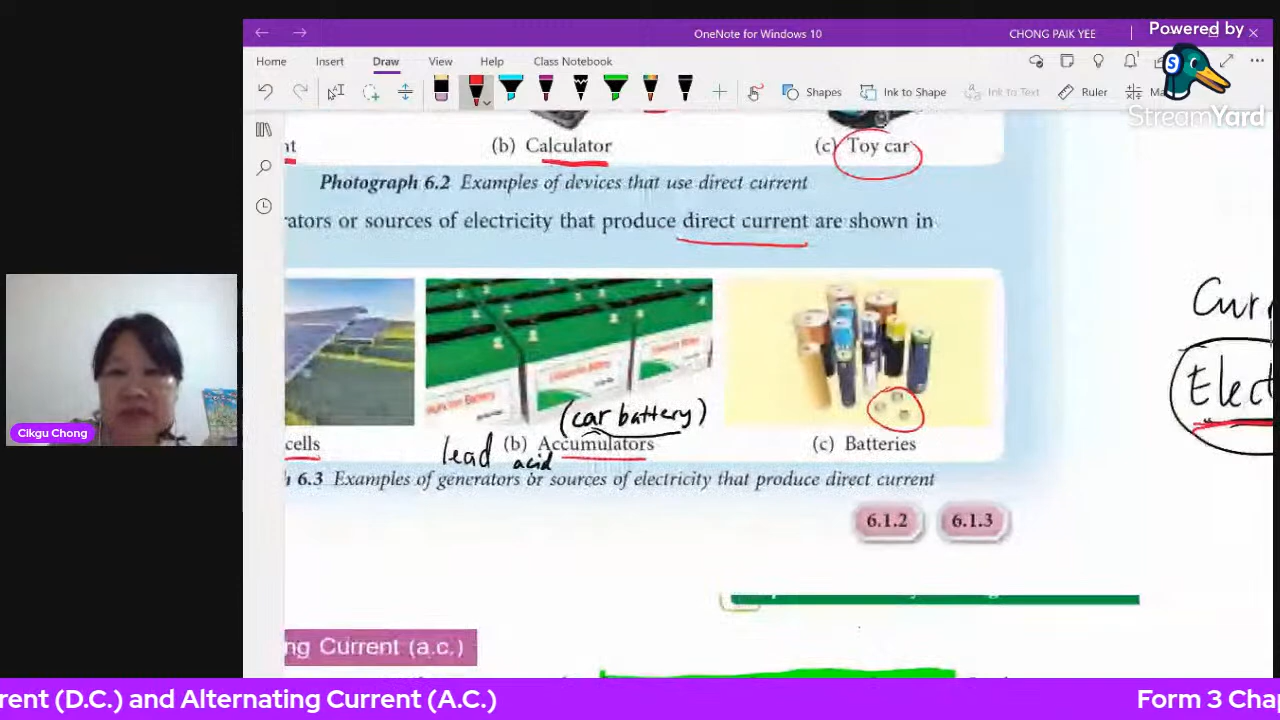 OneNote for Windows 10
CHONG PAIK YEE
Powered by
StreamYard
Home Insert Draw View Help Class Notebook
Shapes Ink to Shape Ink to Text Ruler
(b) Calculator
(c) Toy car
Photograph 6.2 Examples of devices that use direct current
sources of electricity that produce direct current are shown in
(car battery)
cells
lead acid
(b) Accumulators
(c) Batteries
6.3 Examples of generators or sources of electricity that produce direct current
6.1.2 6.1.3
Curr
Elect
Cikgu Chong
ng Current (a.c.)
rrent (D.C.) and Alternating Current (A.C.)
Form 3 Chap